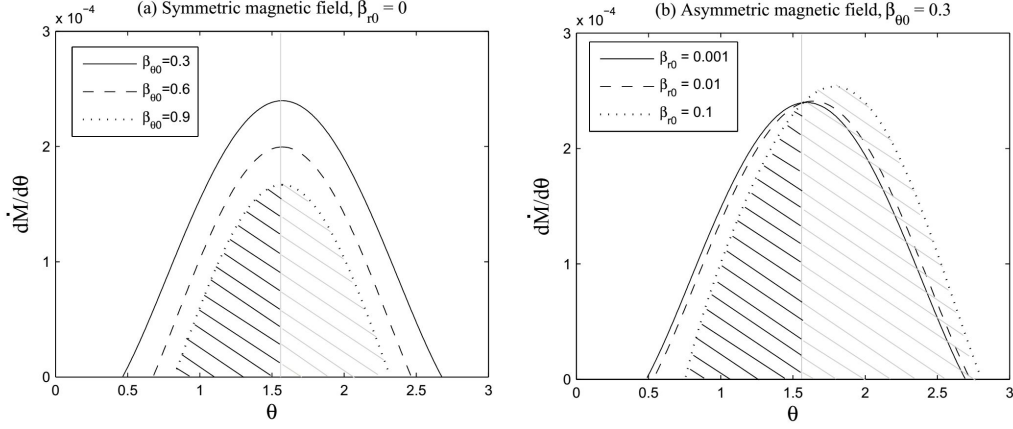 (a) Symmetric magnetic field, β_r0 = 0
x 10⁻⁴
3
2
1
0
0
0.5
1
1.5
2
2.5
3
dṀ/dθ
θ
β_θ0=0.3
β_θ0=0.6
β_θ0=0.9
(b) Asymmetric magnetic field, β_θ0 = 0.3
x 10⁻⁴
3
2
1
0
0
0.5
1
1.5
2
2.5
3
dṀ/dθ
θ
β_r0 = 0.001
β_r0 = 0.01
β_r0 = 0.1